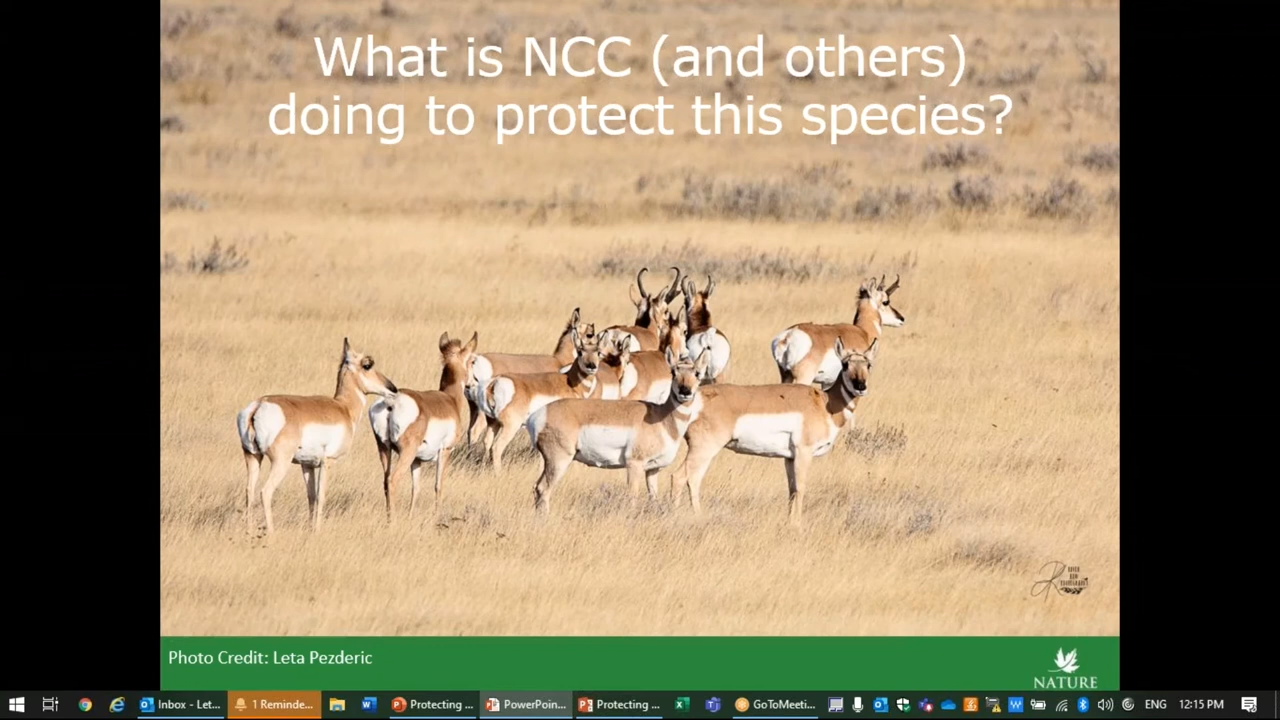 What is NCC (and others)
doing to protect this species?
Photo Credit: Leta Pezderic
NATURE
Inbox - Let...
1 Reminde...
Protecting ...
PowerPoin...
Protecting ...
GoToMeeti...
ENG
12:15 PM